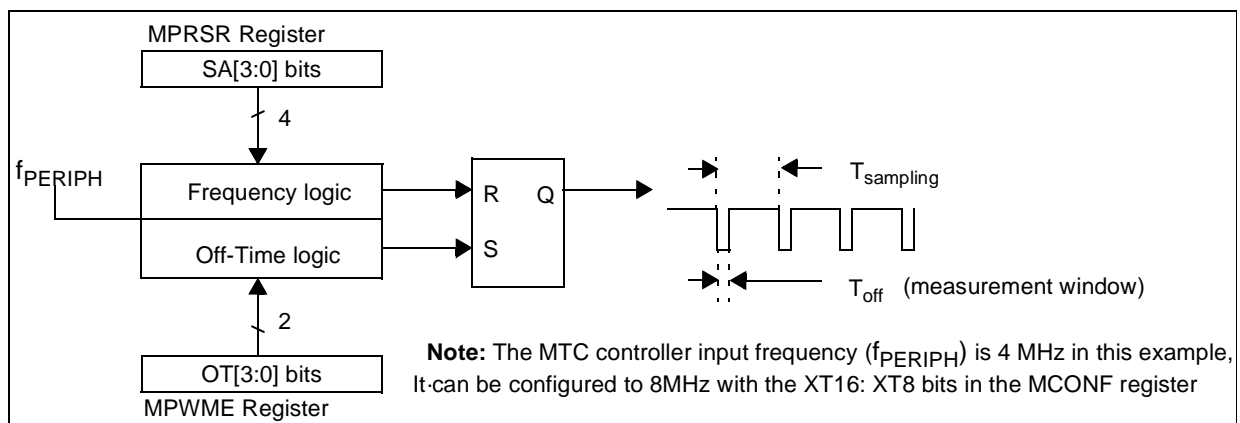 MPRSR Register
SA[3:0] bits
4
fPERIPH
Frequency logic
R Q
Tsampling
Off-Time logic
S
Toff (measurement window)
2
OT[3:0] bits
MPWME Register
Note: The MTC controller input frequency (fPERIPH) is 4 MHz in this example,
It·can be configured to 8MHz with the XT16: XT8 bits in the MCONF register